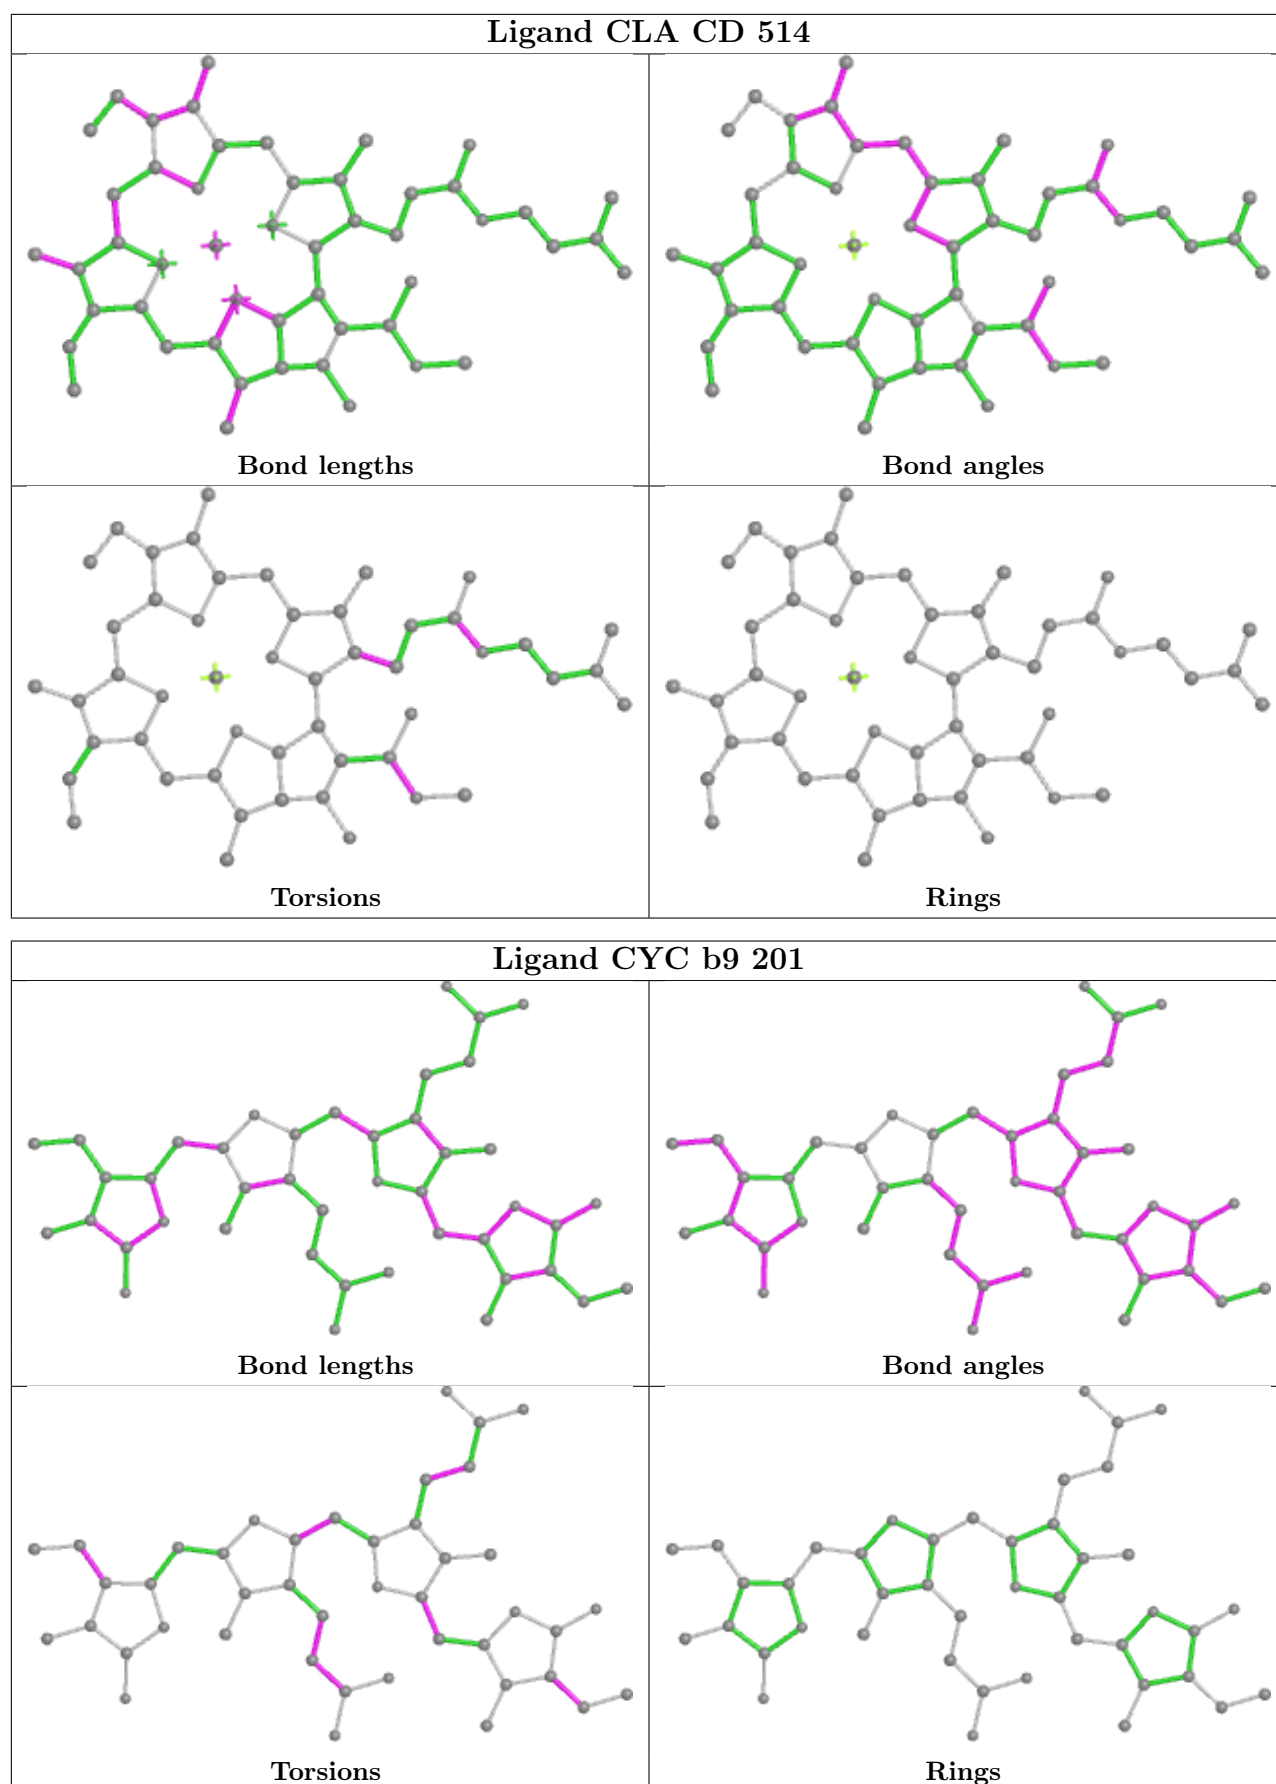 Ligand CLA CD 514
Bond lengths
Bond angles
Torsions
Rings
Ligand CYC b9 201
Bond lengths
Bond angles
Torsions
Rings